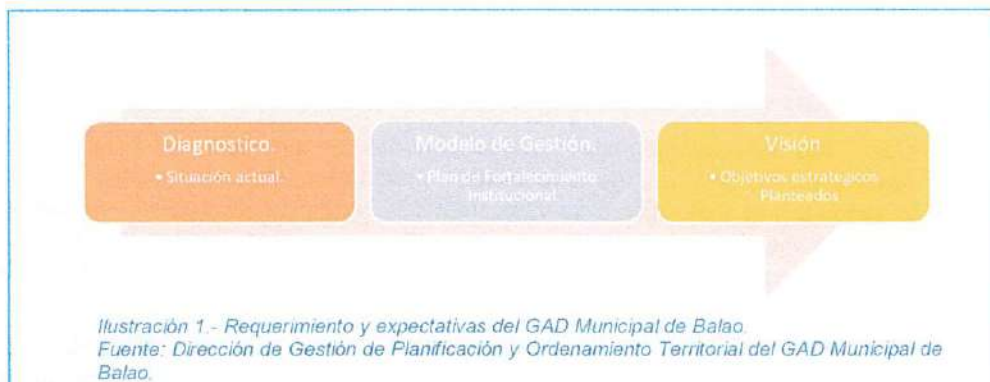 Diagnostico.
• Situación actual.
Modelo de Gestión.
• Plan de Fortalecimiento
Institucional
Visión
• Objetivos estrategicos
Planteados
Ilustración 1.- Requerimiento y expectativas del GAD Municipal de Balao.
Fuente: Dirección de Gestión de Planificación y Ordenamiento Territorial del GAD Municipal de
Balao.